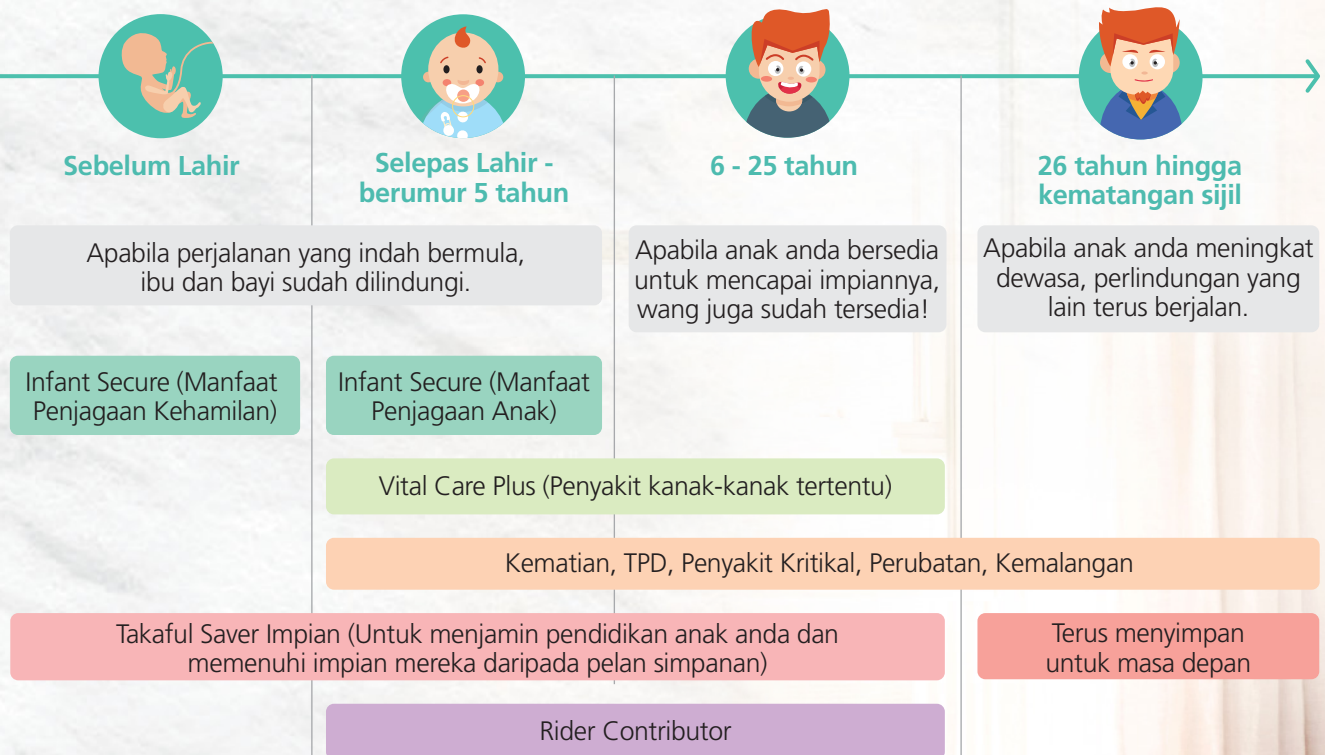 Sebelum Lahir
Selepas Lahir -
berumur 5 tahun
6 - 25 tahun
26 tahun hingga
kematangan sijil
Apabila perjalanan yang indah bermula,
ibu dan bayi sudah dilindungi.
Apabila anak anda bersedia
untuk mencapai impiannya,
wang juga sudah tersedia!
Apabila anak anda meningkat
dewasa, perlindungan yang
lain terus berjalan.
Infant Secure (Manfaat
Penjagaan Kehamilan)
Infant Secure (Manfaat
Penjagaan Anak)
Vital Care Plus (Penyakit kanak-kanak tertentu)
Kematian, TPD, Penyakit Kritikal, Perubatan, Kemalangan
Takaful Saver Impian (Untuk menjamin pendidikan anak anda dan
memenuhi impian mereka daripada pelan simpanan)
Terus menyimpan
untuk masa depan
Rider Contributor